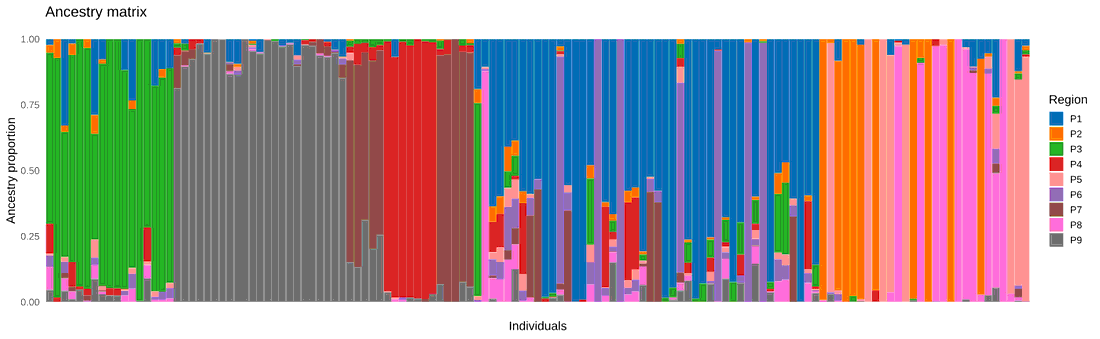 Ancestry matrix
1.00
0.75
0.50
0.25
0.00
Ancestry proportion
Individuals
Region
P1
P2
P3
P4
P5
P6
P7
P8
P9